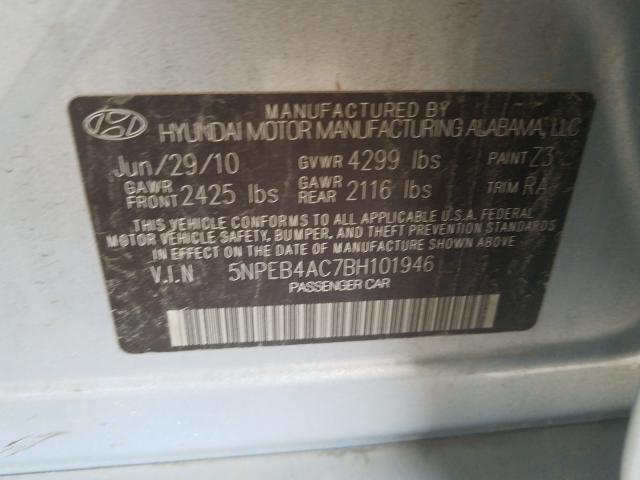 MANUFACTURED BY
HYUNDAI MOTOR MANUFACTURING ALABAMA, LLC
Jun/29/10 GVWR 4299 lbs PAINT Z3
GAWR FRONT 2425 lbs GAWR REAR 2116 lbs TRIM RA
THIS VEHICLE CONFORMS TO ALL APPLICABLE U.S.A. FEDERAL
MOTOR VEHICLE SAFETY, BUMPER, AND THEFT PREVENTION STANDARDS
IN EFFECT ON THE DATE OF MANUFACTURE SHOWN ABOVE.
V.I.N 5NPEB4AC7BH101946
PASSENGER CAR